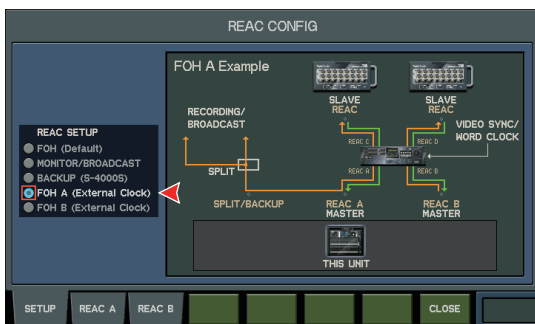 REAC CONFIG
FOH A Example
SLAVE
REAC
SLAVE
REAC
RECORDING/
BROADCAST
VIDEO SYNC/
WORD CLOCK
REAC C
REAC D
REAC SETUP
FOH (Default)
MONITOR/BROADCAST
BACKUP (S-4000S)
FOH A (External Clock)
FOH B (External Clock)
SPLIT
REAC A
REAC B
SPLIT/BACKUP
REAC A
MASTER
REAC B
MASTER
THIS UNIT
SETUP
REAC A
REAC B
CLOSE